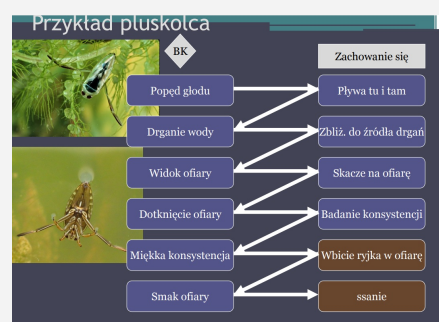 Przykład pluskolca
BK
Zachowanie się
Popęd głodu
Pływa tu i tam
Drganie wody
Zbliż. do źródła drgań
Widok ofiary
Skacze na ofiarę
Dotknięcie ofiary
Badanie konsystencji
Miękka konsystencja
Wbicie ryjka w ofiarę
Smak ofiary
ssanie